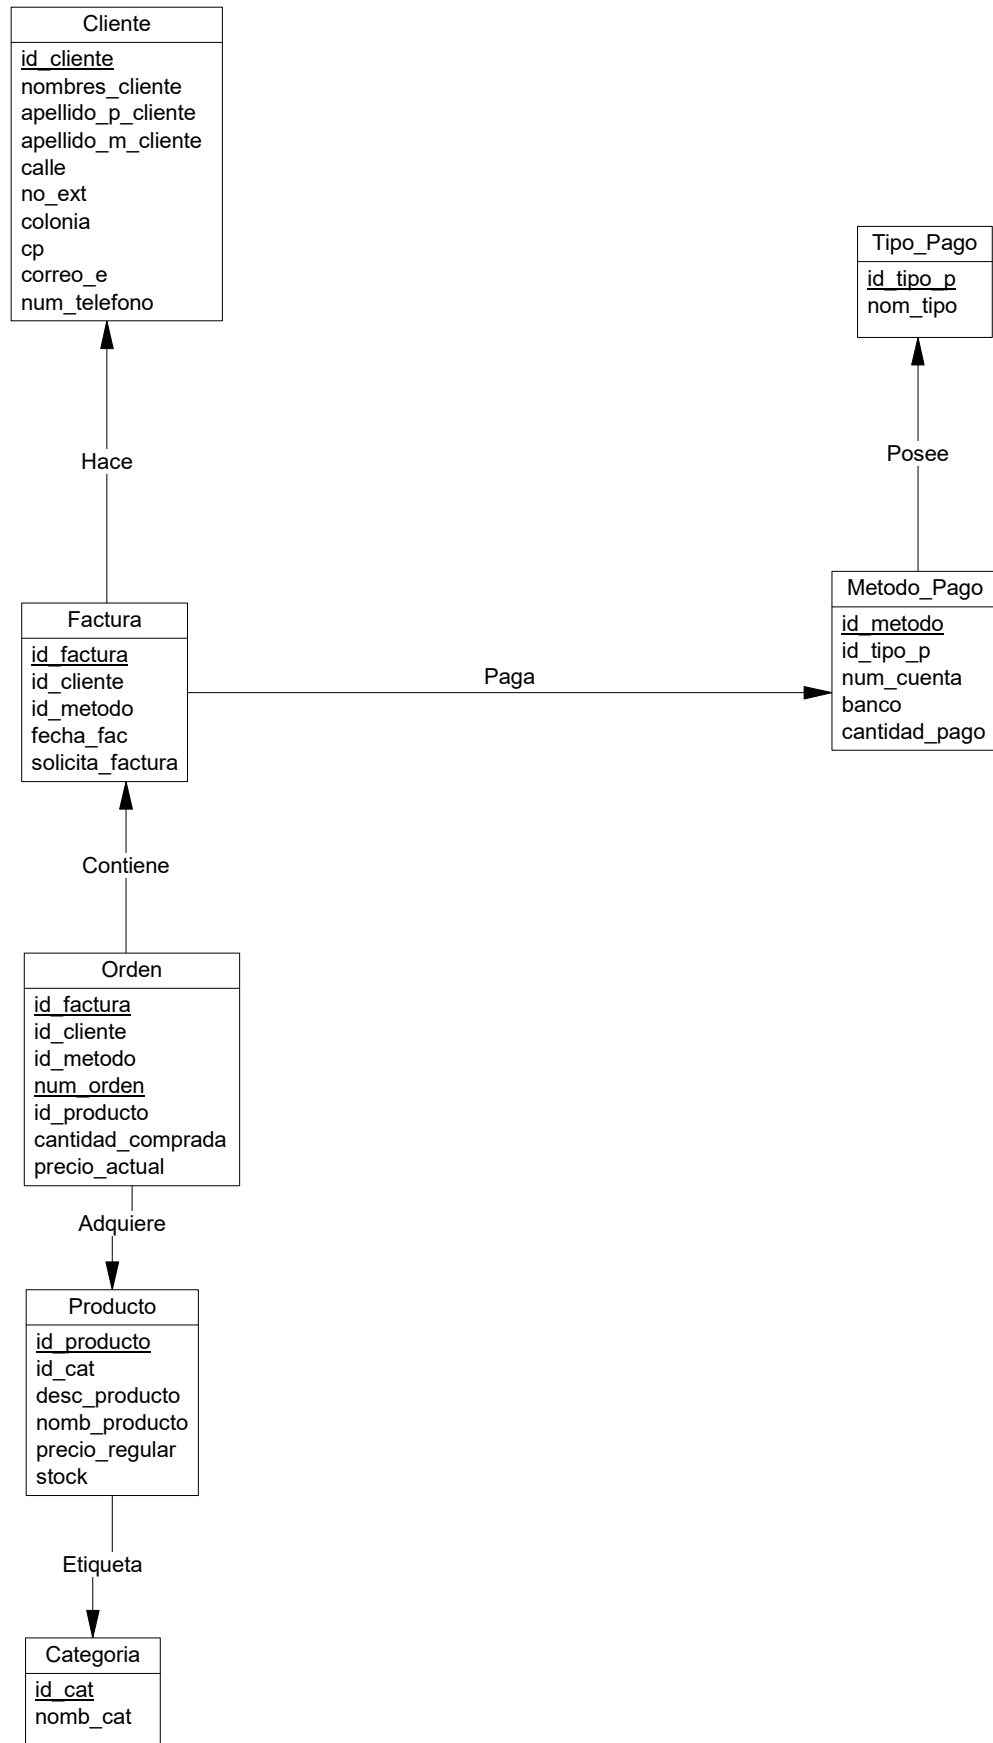 Cliente
id_cliente
nombres_cliente
apellido_p_cliente
apellido_m_cliente
calle
no_ext
colonia
cp
correo_e
num_telefono
Tipo_Pago
id_tipo_p
nom_tipo
Hace
Posee
Factura
id_factura
id_cliente
id_metodo
fecha_fac
solicita_factura
Paga
Metodo_Pago
id_metodo
id_tipo_p
num_cuenta
banco
cantidad_pago
Contiene
Orden
id_factura
id_cliente
id_metodo
num_orden
id_producto
cantidad_comprada
precio_actual
Adquiere
Producto
id_producto
id_cat
desc_producto
nomb_producto
precio_regular
stock
Etiqueta
Categoria
id_cat
nomb_cat